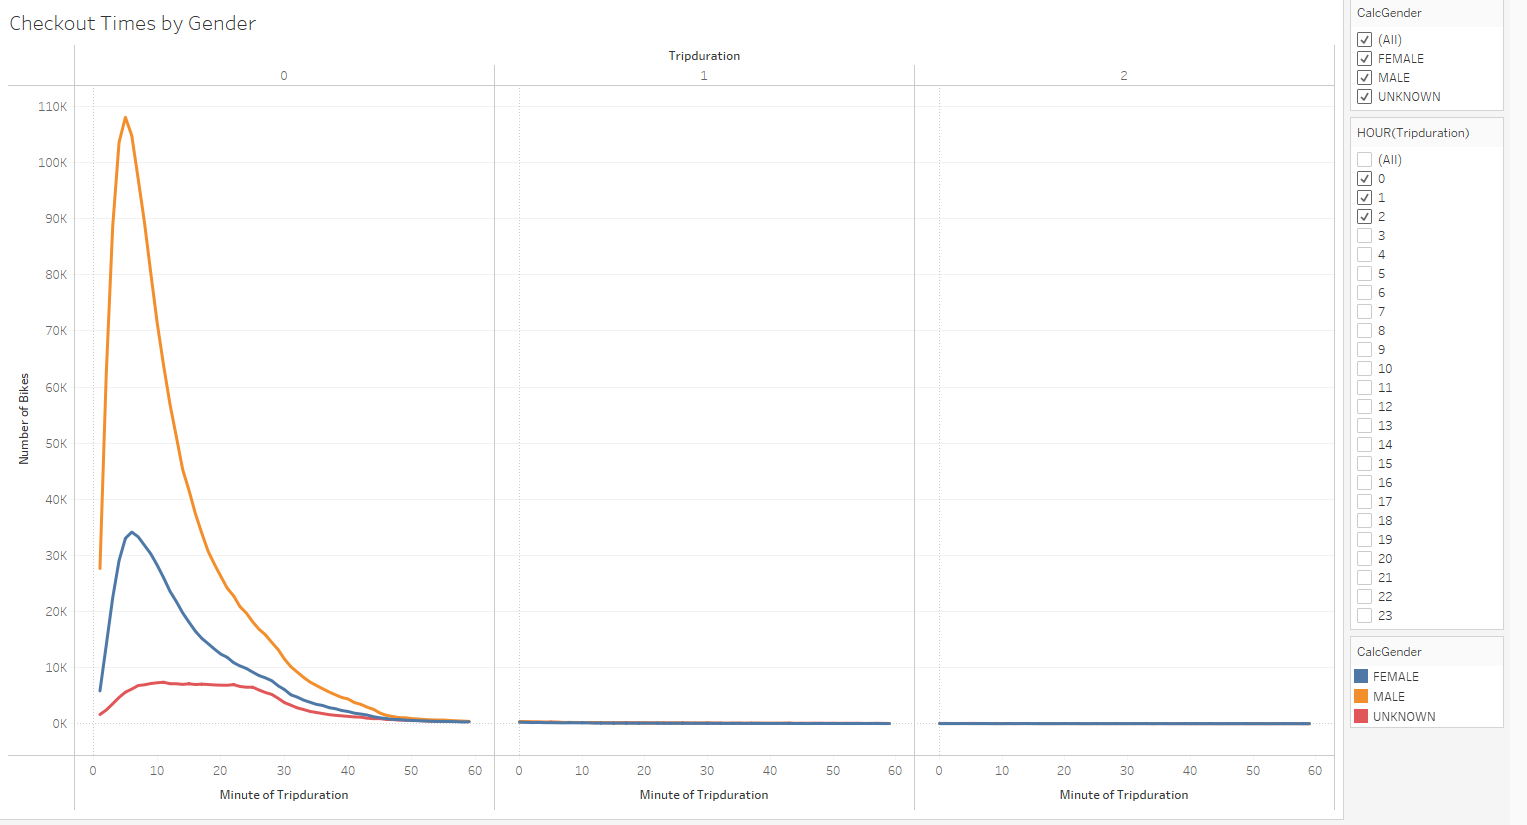 Checkout Times by Gender
Tripduration
0 1 2
110K
100K
90K
80K
70K
60K
50K
40K
30K
20K
10K
0K
Number of Bikes
0 10 20 30 40 50 60 0 10 20 30 40 50 60 0 10 20 30 40 50 60
Minute of Tripduration Minute of Tripduration Minute of Tripduration
CalcGender
(All)
FEMALE
MALE
UNKNOWN
HOUR(Tripduration)
(All)
0
1
2
3
4
5
6
7
8
9
10
11
12
13
14
15
16
17
18
19
20
21
22
23
CalcGender
FEMALE
MALE
UNKNOWN